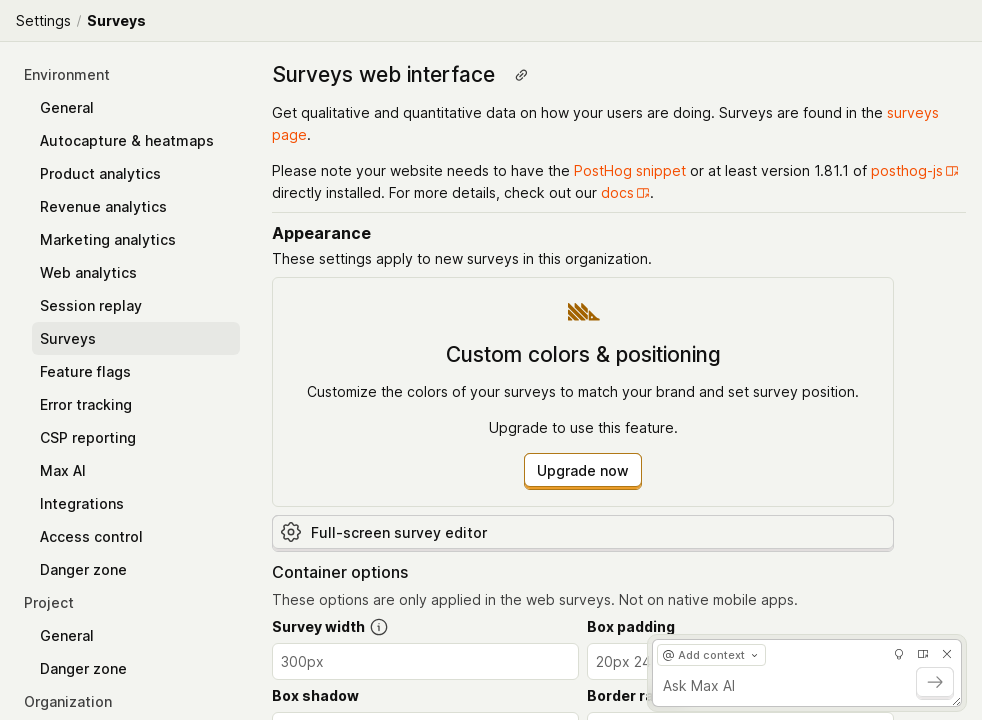 Settings / Surveys
Environment
General
Autocapture & heatmaps
Product analytics
Revenue analytics
Marketing analytics
Web analytics
Session replay
Surveys
Feature flags
Error tracking
CSP reporting
Max AI
Integrations
Access control
Danger zone
Project
General
Danger zone
Organization
Surveys web interface
Get qualitative and quantitative data on how your users are doing. Surveys are found in the surveys
page.
Please note your website needs to have the PostHog snippet or at least version 1.81.1 of posthog-js
directly installed. For more details, check out our docs.
Appearance
These settings apply to new surveys in this organization.
Custom colors & positioning
Customize the colors of your surveys to match your brand and set survey position.
Upgrade to use this feature.
Upgrade now
Full-screen survey editor
Container options
These options are only applied in the web surveys. Not on native mobile apps.
Survey width
Box padding
300px
20px 24
Box shadow
Border ra
@ Add context
Ask Max AI